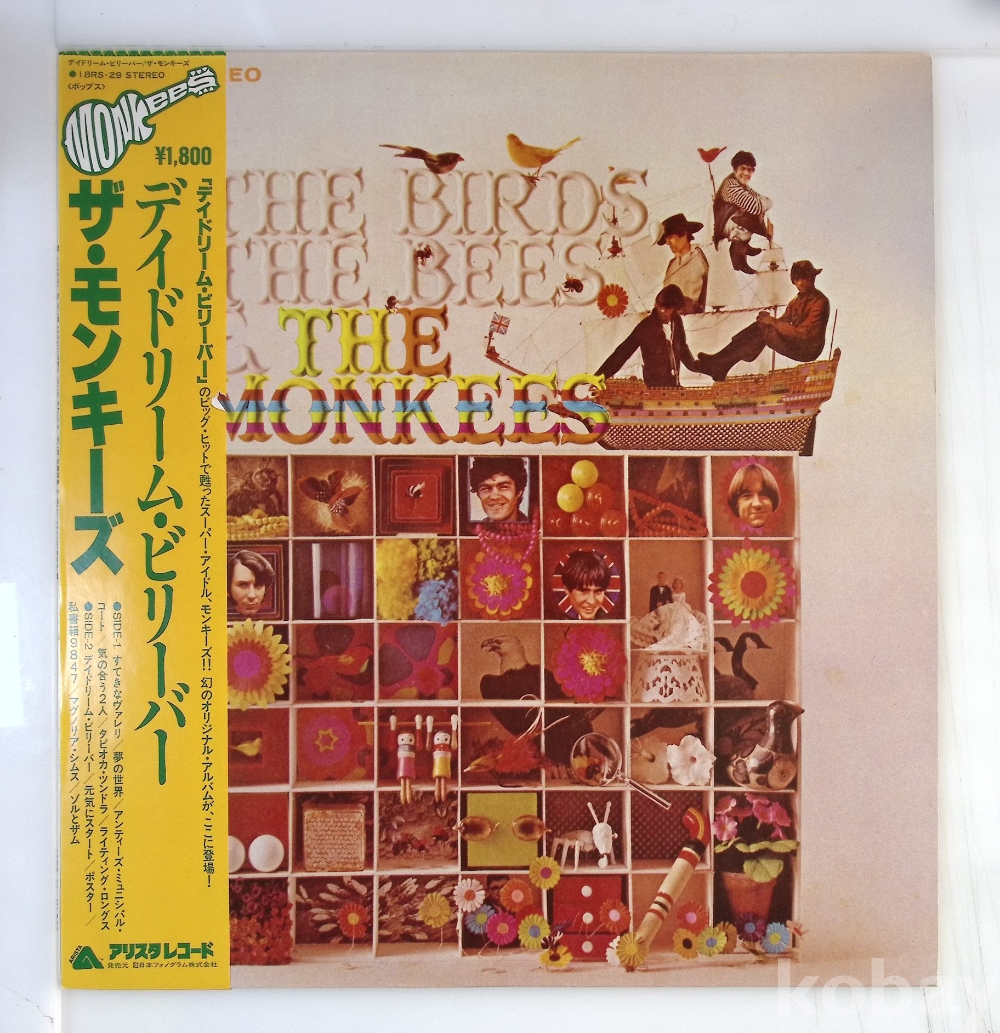 デイドリーム・ビリーバー/ザ・モンキーズ
●18RS-29 STEREO
〈ポップス〉
MONKEES
¥1,800
『デイドリーム・ビリーバー』のビッグ・ヒットで甦ったスーパー・アイドル、モンキーズ!! 幻のオリジナル・アルバムが、ここに登場!
デイドリーム・ビリーバー
ザ・モンキーズ
●SIDE-1 すてきなヴァレリ/夢の世界/アンティーズ・ミュニシパル・
コート/気の合う2人/タピオカ・ツンドラ/ライティング・ロングス
●SIDE-2 デイドリーム・ビリーバー/元気にスタート/ポスター/
私書箱9847/マグノリア・シムス/ゾルとザム
ARISTA
アリスタレコード
発売元 日本フォノグラム株式会社
EO
THE BIRDS
THE BEES
& THE
MONKEES
koba